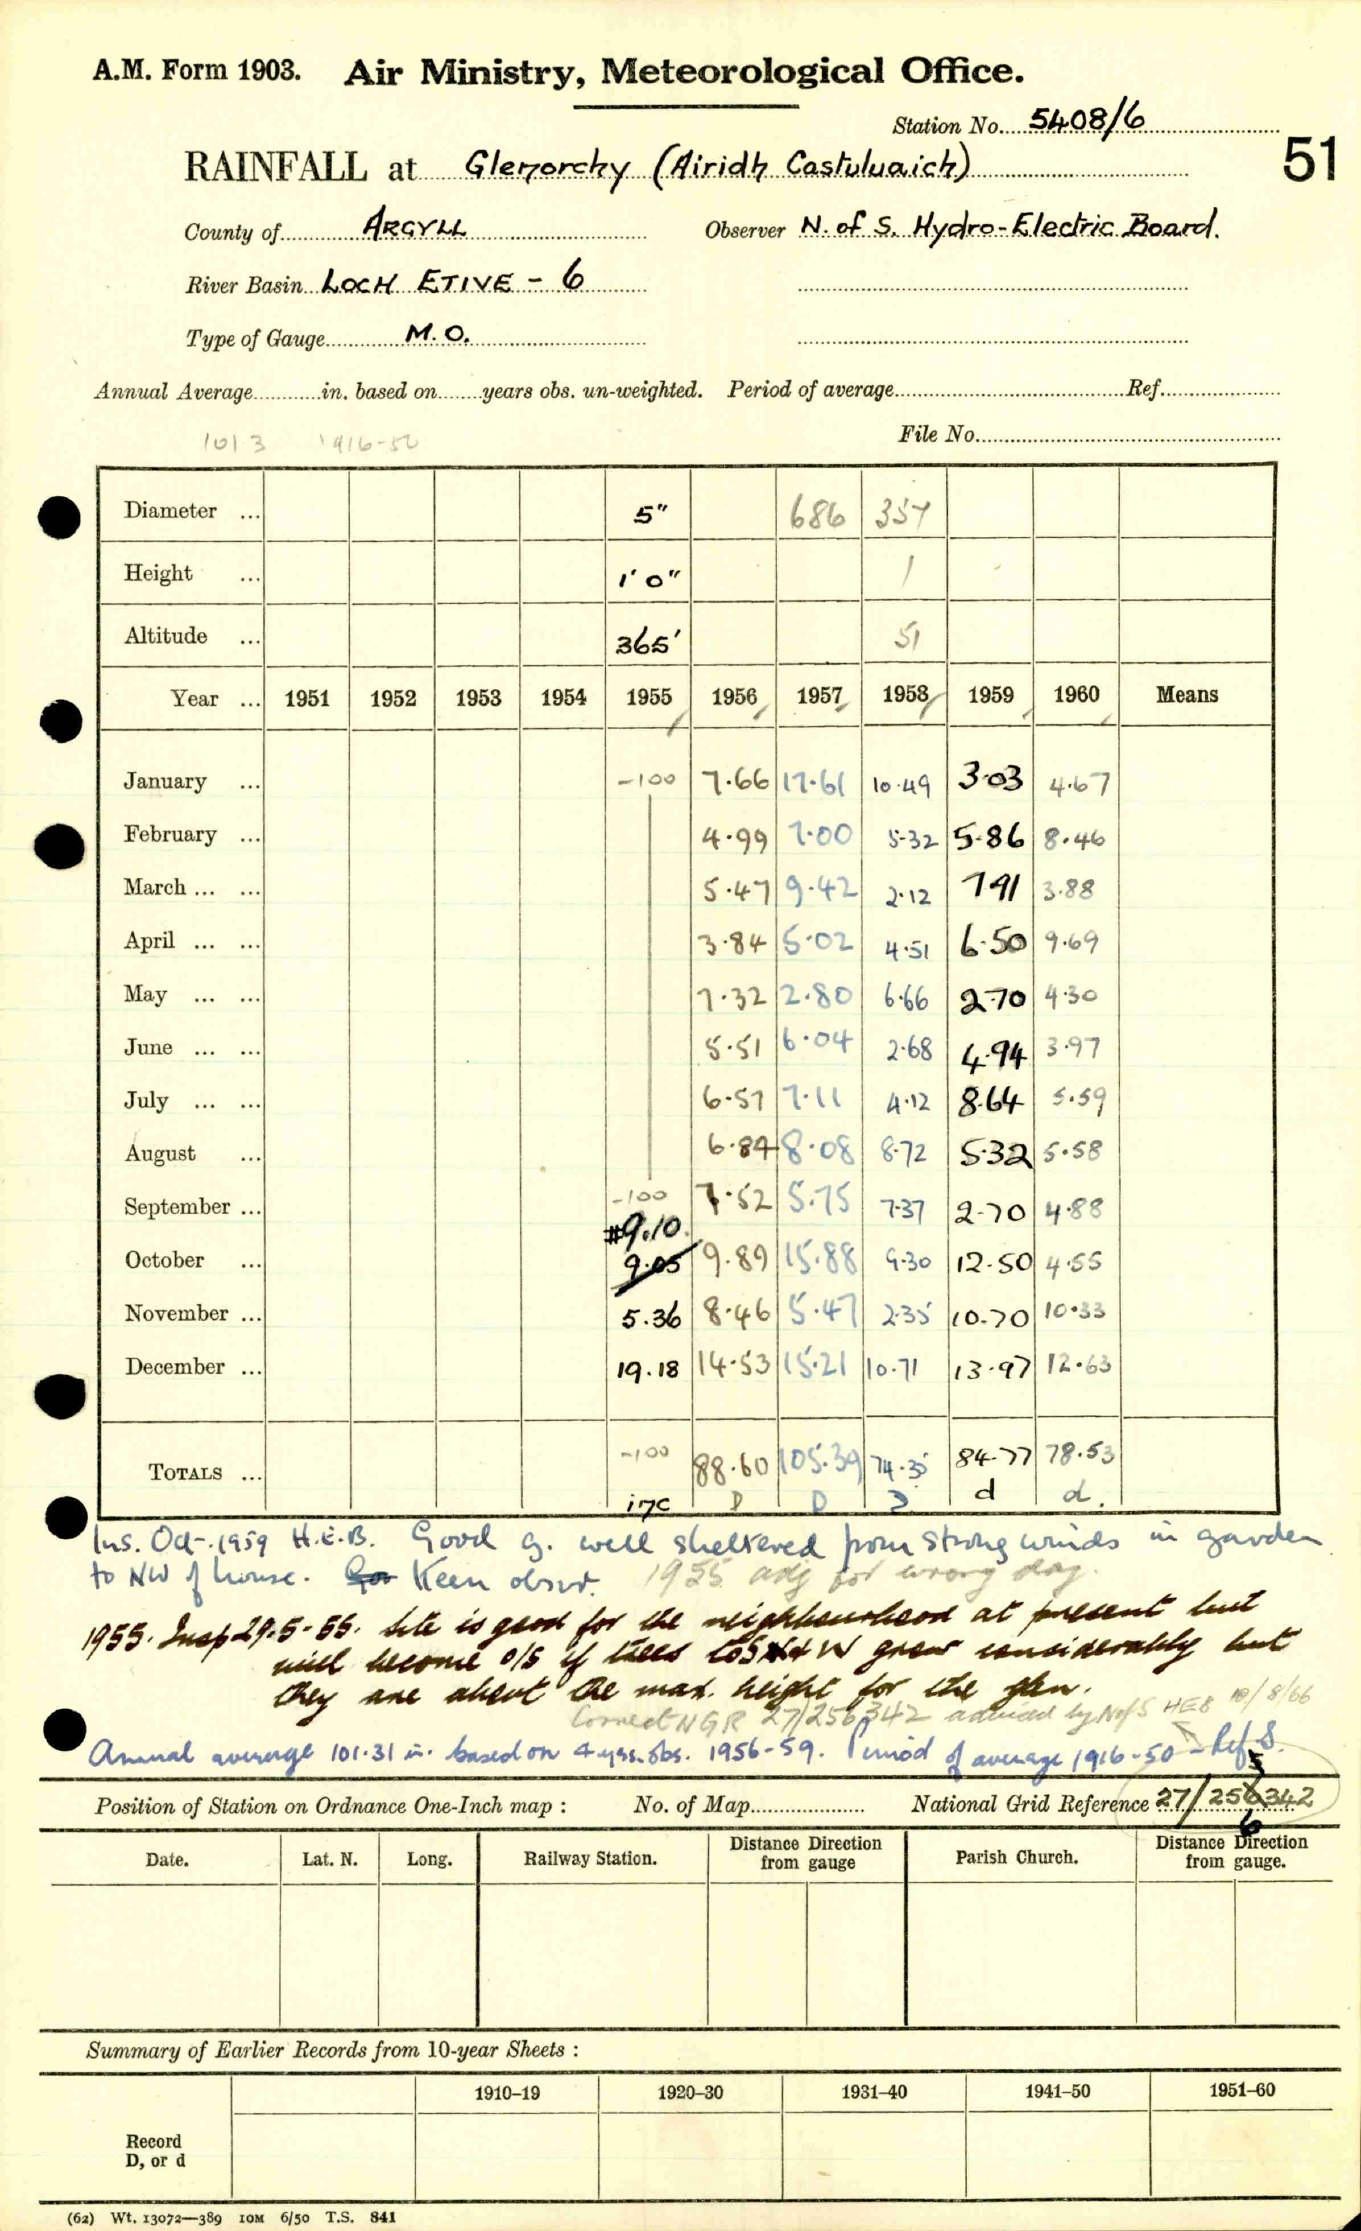 A.M. Form 1903. Air Ministry, Meteorological Office.
Station No. 5408/6
51
RAINFALL at Glenorchy (Airidh Castuluaich)
County of ARGYLL Observer N. of S. Hydro-Electric Board.
River Basin LOCH ETIVE - 6
Type of Gauge M.O.
Annual Average in. based on years obs. un-weighted. Period of average Ref.
1013 1916-50 File No.
Diameter ... 5" 686 357
Height ... 1' 0" 1
Altitude ... 365' 51
Year ... 1951 1952 1953 1954 1955 1956 1957 1958 1959 1960 Means
January ... -100 7.66 17.61 10.49 3.03 4.67
February ... 4.99 7.00 5.32 5.86 8.46
March ... ... 5.47 9.42 2.12 7.91 3.88
April ... ... 3.84 5.02 4.51 6.50 9.69
May ... ... 7.32 2.80 6.66 2.70 4.30
June ... ... 5.51 6.04 2.68 4.94 3.97
July ... ... 6.57 7.11 4.12 8.64 5.59
August ... 6.84 8.08 8.72 5.32 5.58
September ... -100 7.52 5.75 7.37 2.70 4.88
#9.10
October ... 9.05 9.89 15.88 9.30 12.50 4.55
November ... 5.36 8.46 5.47 2.35 10.70 10.33
December ... 19.18 14.53 15.21 10.71 13.97 12.63
TOTALS ... -100 88.60 105.39 74.35 84.77 78.53
inc D D D d d.
Ins. Oct. 1959 H.E.B. Good g. well sheltered from strong winds in garden
to NW of house. Keen obsvr. 1955 adj for wrong day.
1955. Insp 29.5.55. Site is good for the neighbourhood at present but
will become o/s if trees to S W grow considerably but
they are about the max. height for the glen.
Correct NGR 27/256342 advised by N of S HEB 10/8/66
Annual average 101.31 in. based on 4 yrs. obs. 1956-59. Period of average 1916-50 - Ref S.
5
Position of Station on Ordnance One-Inch map : No. of Map National Grid Reference 27/256342
6
Date. Lat. N. Long. Railway Station. Distance Direction from gauge Parish Church. Distance Direction from gauge.
Summary of Earlier Records from 10-year Sheets :
1910–19 1920–30 1931–40 1941–50 1951–60
Record
D, or d
(62) Wt. 13072—389 10M 6/50 T.S. 841